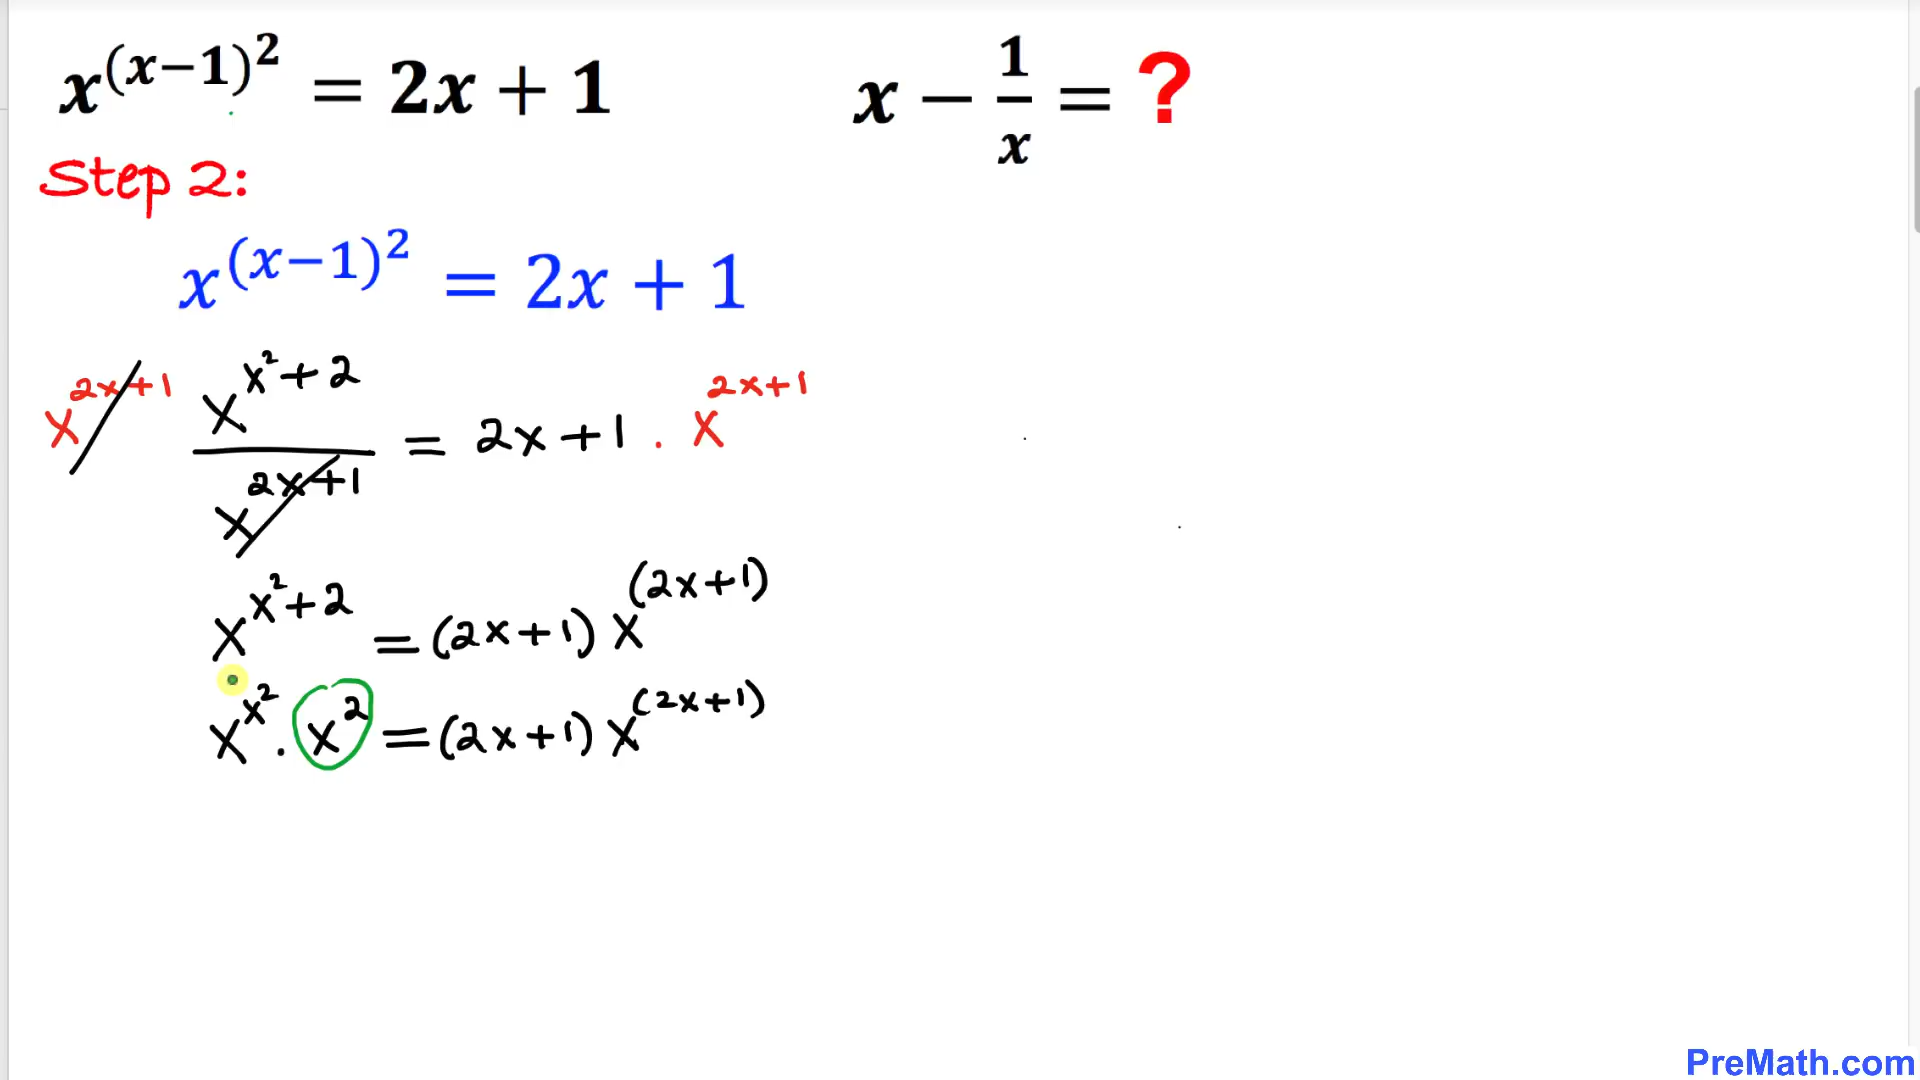 x^(x−1)^2 = 2x + 1
x − 1/x = ?
Step 2:
x^(x−1)^2 = 2x + 1
x^(2x+1) x^(x^2+2) / x^(2x+1) = 2x+1 . x^(2x+1)
x^(x^2+2) = (2x+1) x^(2x+1)
x^(x^2) . x^2 = (2x+1) x^(2x+1)
PreMath.com